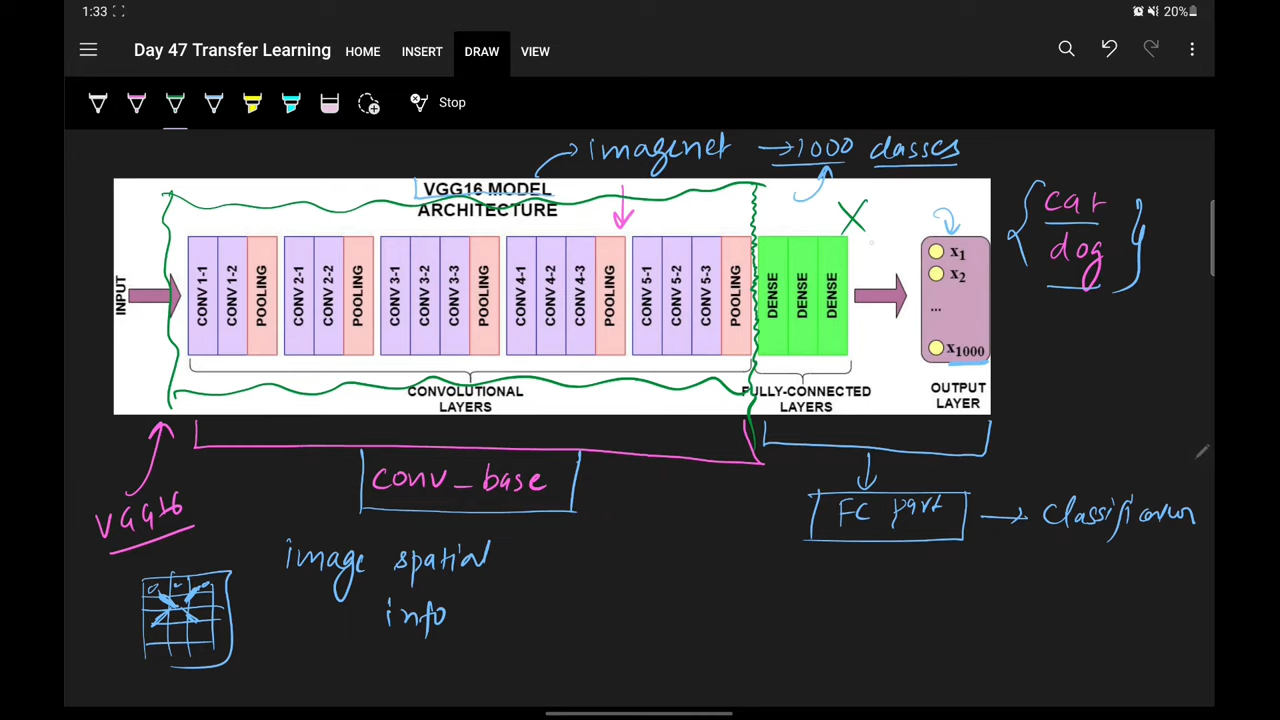 1:33
20%
Day 47 Transfer Learning HOME INSERT DRAW VIEW
Stop
imagenet → 1000 classes
VGG16 MODEL
ARCHITECTURE
INPUT
CONV 1-1
CONV 1-2
POOLING
CONV 2-1
CONV 2-2
POOLING
CONV 3-1
CONV 3-2
CONV 3-3
POOLING
CONV 4-1
CONV 4-2
CONV 4-3
POOLING
CONV 5-1
CONV 5-2
CONV 5-3
POOLING
DENSE
DENSE
DENSE
X
x1
x2
...
x1000
cat
dog
CONVOLUTIONAL
LAYERS
FULLY-CONNECTED
LAYERS
OUTPUT
LAYER
VGG16
conv_base
FC part → Classification
image spatial
info